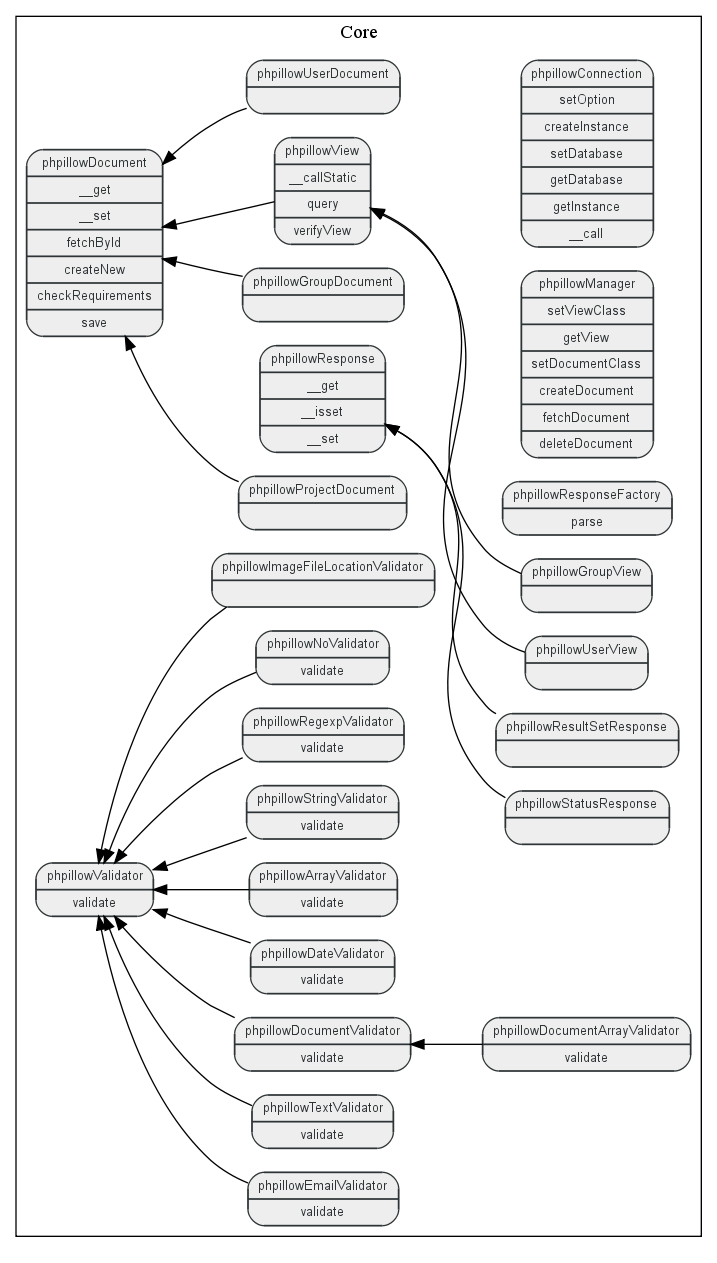 Core
phpillowDocument
__get
__set
fetchById
createNew
checkRequirements
save
phpillowUserDocument
phpillowView
__callStatic
query
verifyView
phpillowGroupDocument
phpillowResponse
__get
__isset
__set
phpillowProjectDocument
phpillowConnection
setOption
createInstance
setDatabase
getDatabase
getInstance
__call
phpillowManager
setViewClass
getView
setDocumentClass
createDocument
fetchDocument
deleteDocument
phpillowResponseFactory
parse
phpillowGroupView
phpillowUserView
phpillowResultSetResponse
phpillowStatusResponse
phpillowImageFileLocationValidator
phpillowNoValidator
validate
phpillowRegexpValidator
validate
phpillowStringValidator
validate
phpillowValidator
validate
phpillowArrayValidator
validate
phpillowDateValidator
validate
phpillowDocumentValidator
validate
phpillowDocumentArrayValidator
validate
phpillowTextValidator
validate
phpillowEmailValidator
validate